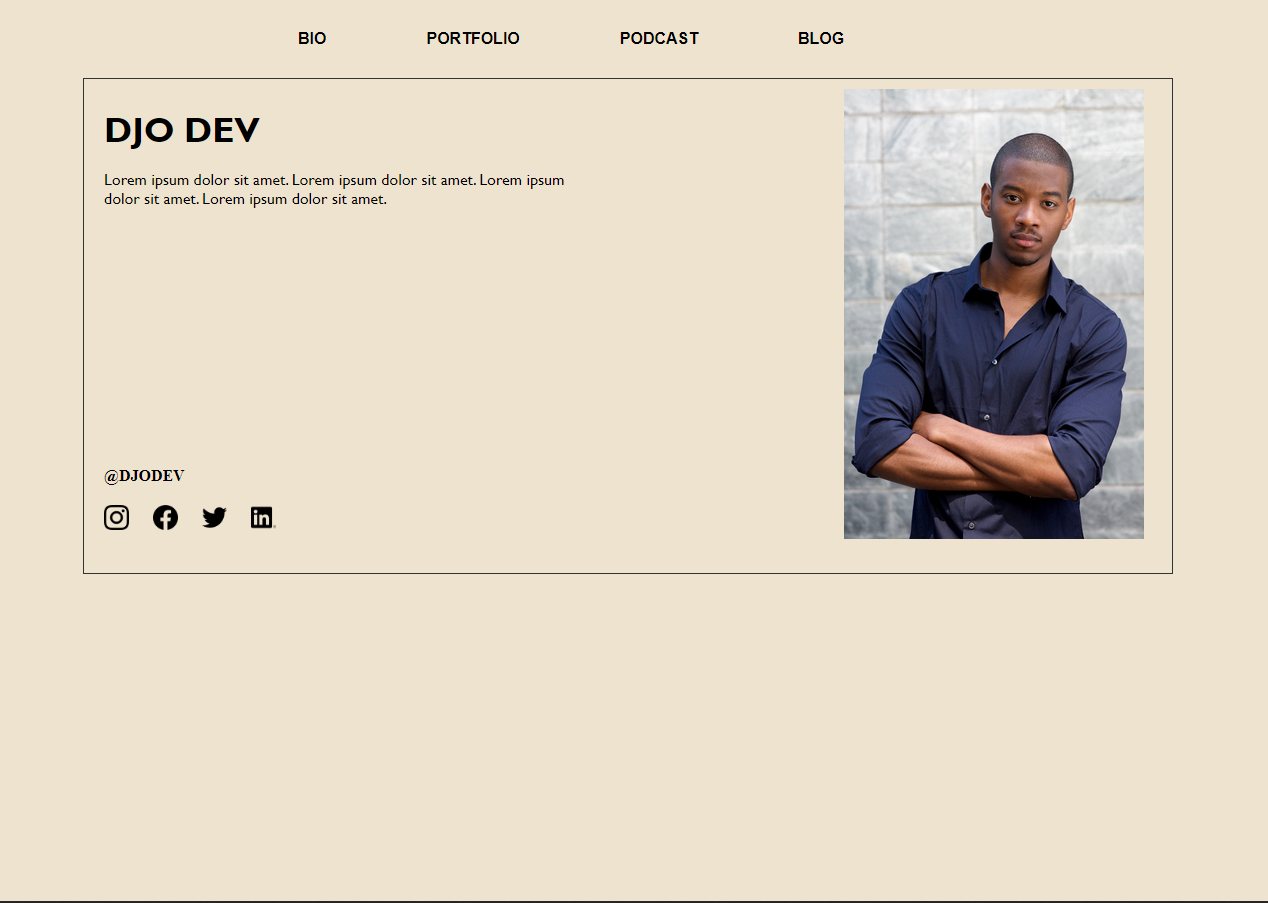 BIO PORTFOLIO PODCAST BLOG
DJO DEV
Lorem ipsum dolor sit amet. Lorem ipsum dolor sit amet. Lorem ipsum
dolor sit amet. Lorem ipsum dolor sit amet.
@DJODEV
in